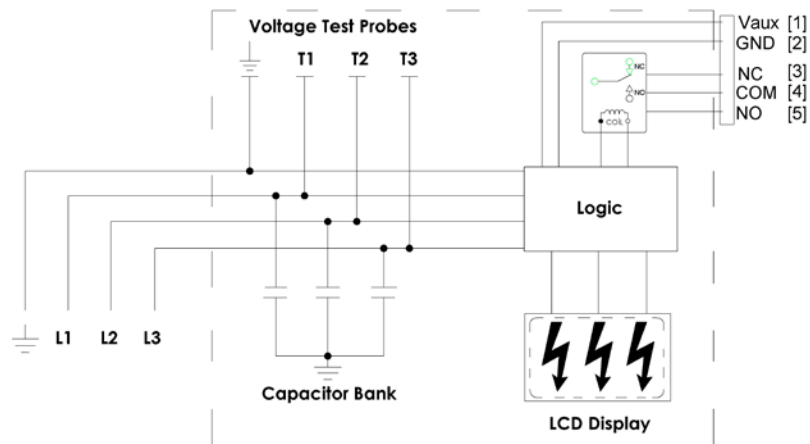 Voltage Test Probes
T1 T2 T3
Vaux [1]
GND [2]
NC [3]
COM [4]
NO [5]
NC
NO
COIL
Logic
L1 L2 L3
Capacitor Bank
LCD Display